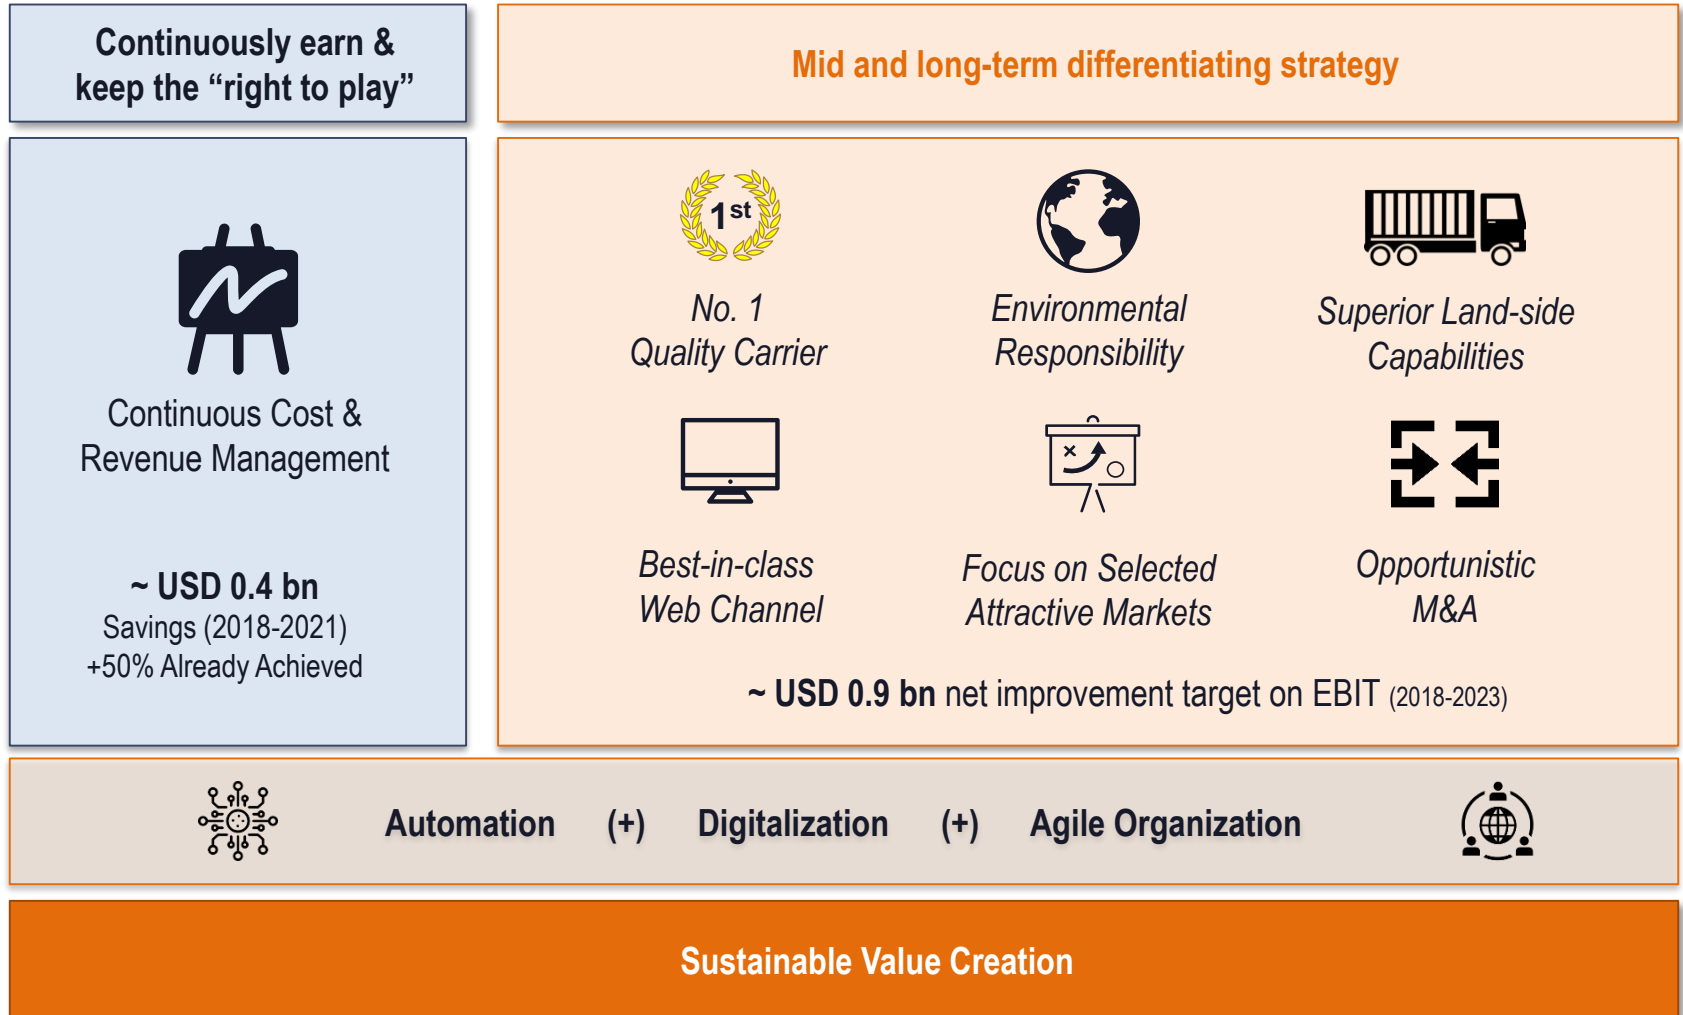 Continuously earn &
keep the “right to play”
Mid and long-term differentiating strategy
Continuous Cost &
Revenue Management
~ USD 0.4 bn
Savings (2018-2021)
+50% Already Achieved
1st
No. 1
Quality Carrier
Environmental
Responsibility
Superior Land-side
Capabilities
Best-in-class
Web Channel
Focus on Selected
Attractive Markets
Opportunistic
M&A
~ USD 0.9 bn net improvement target on EBIT (2018-2023)
Automation (+) Digitalization (+) Agile Organization
Sustainable Value Creation